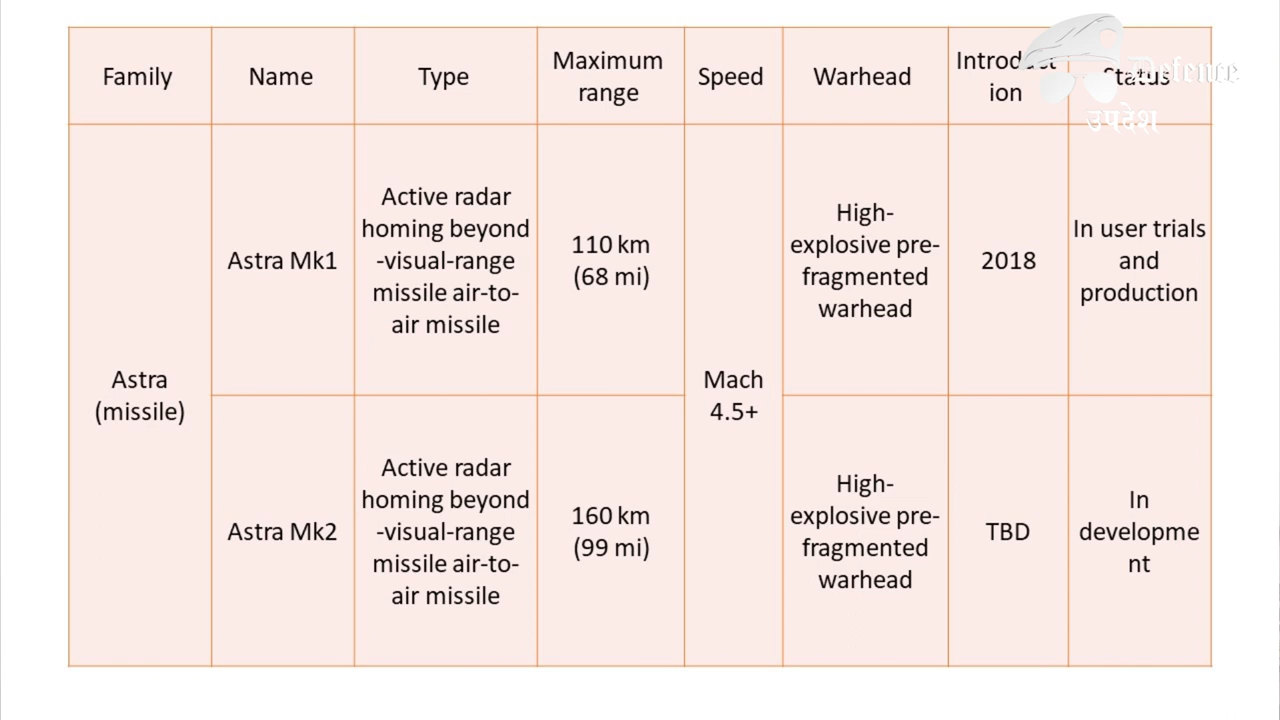 Family
Name
Type
Maximum
range
Speed
Warhead
Introduct
ion
Status
Defence
उपदेश
Astra
(missile)
Astra Mk1
Active radar
homing beyond
-visual-range
missile air-to-
air missile
110 km
(68 mi)
Mach
4.5+
High-
explosive pre-
fragmented
warhead
2018
In user trials
and
production
Astra Mk2
Active radar
homing beyond
-visual-range
missile air-to-
air missile
160 km
(99 mi)
High-
explosive pre-
fragmented
warhead
TBD
In
developme
nt